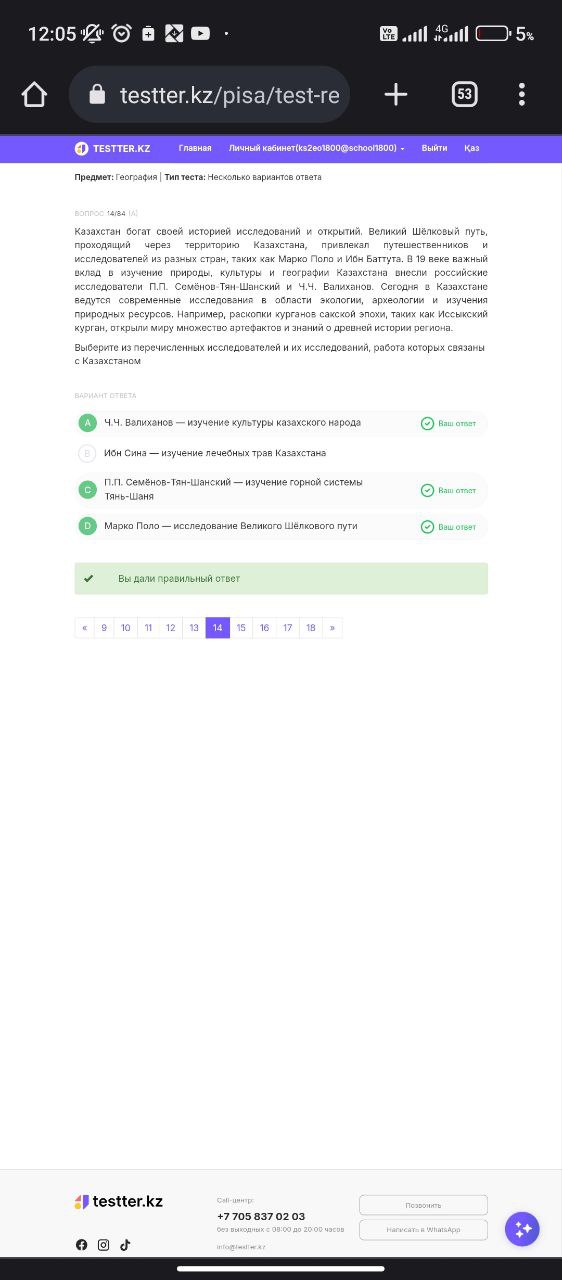 12:05
Vo LTE
4G
5%
testter.kz/pisa/test-re
53
TESTTER.KZ
Главная
Личный кабинет(ks2eo1800@school1800)
Выйти
Қаз
Предмет: География | Тип теста: Несколько вариантов ответа
ВОПРОС 14/84 (A)
Казахстан богат своей историей исследований и открытий. Великий Шёлковый путь,
проходящий через территорию Казахстана, привлекал путешественников и
исследователей из разных стран, таких как Марко Поло и Ибн Баттута. В 19 веке важный
вклад в изучение природы, культуры и географии Казахстана внесли российские
исследователи П.П. Семёнов-Тян-Шанский и Ч.Ч. Валиханов. Сегодня в Казахстане
ведутся современные исследования в области экологии, археологии и изучения
природных ресурсов. Например, раскопки курганов сакской эпохи, таких как Иссыкский
курган, открыли миру множество артефактов и знаний о древней истории региона.
Выберите из перечисленных исследователей и их исследований, работа которых связаны
с Казахстаном
ВАРИАНТ ОТВЕТА
A Ч.Ч. Валиханов — изучение культуры казахского народа Ваш ответ
B Ибн Сина — изучение лечебных трав Казахстана
C П.П. Семёнов-Тян-Шанский — изучение горной системы
Тянь-Шаня Ваш ответ
D Марко Поло — исследование Великого Шёлкового пути Ваш ответ
Вы дали правильный ответ
« 9 10 11 12 13 14 15 16 17 18 »
testter.kz
Call-центр:
+7 705 837 02 03
без выходных с 08:00 до 20:00 часов
info@testter.kz
Позвонить
Написать в WhatsApp